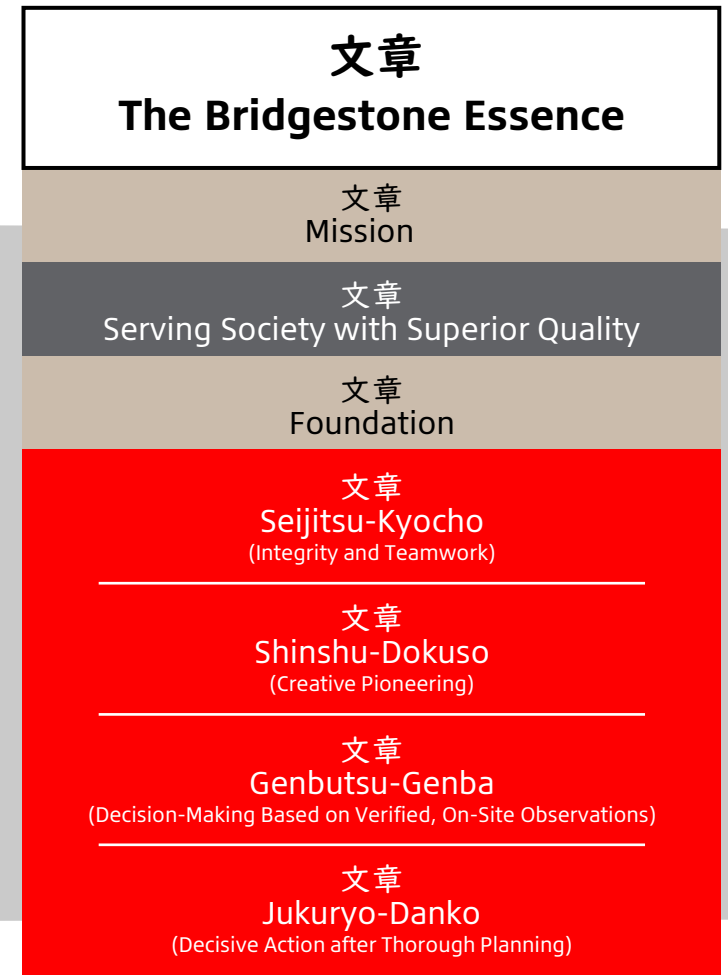 文章
The Bridgestone Essence
文章
Mission
文章
Serving Society with Superior Quality
文章
Foundation
文章
Seijitsu-Kyocho
(Integrity and Teamwork)
文章
Shinshu-Dokuso
(Creative Pioneering)
文章
Genbutsu-Genba
(Decision-Making Based on Verified, On-Site Observations)
文章
Jukuryo-Danko
(Decisive Action after Thorough Planning)